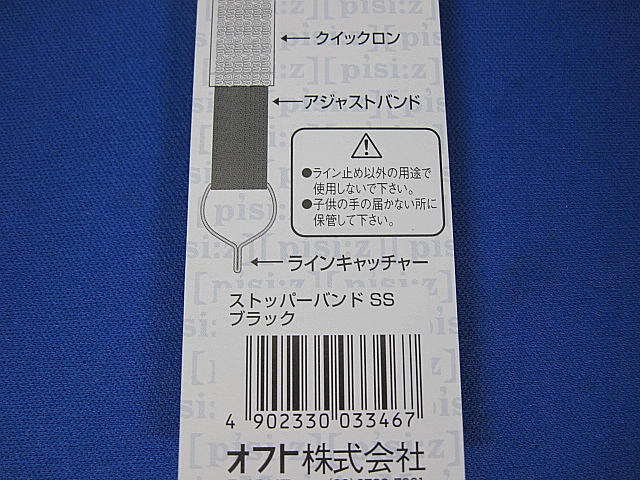 クイックロン
アジャストバンド
●ライン止め以外の用途で
使用しないで下さい。
●子供の手の届かない所に
保管して下さい。
ラインキャッチャー
ストッパーバンド SS
ブラック
4 902330 033467
オフト株式会社
[pisi:z]